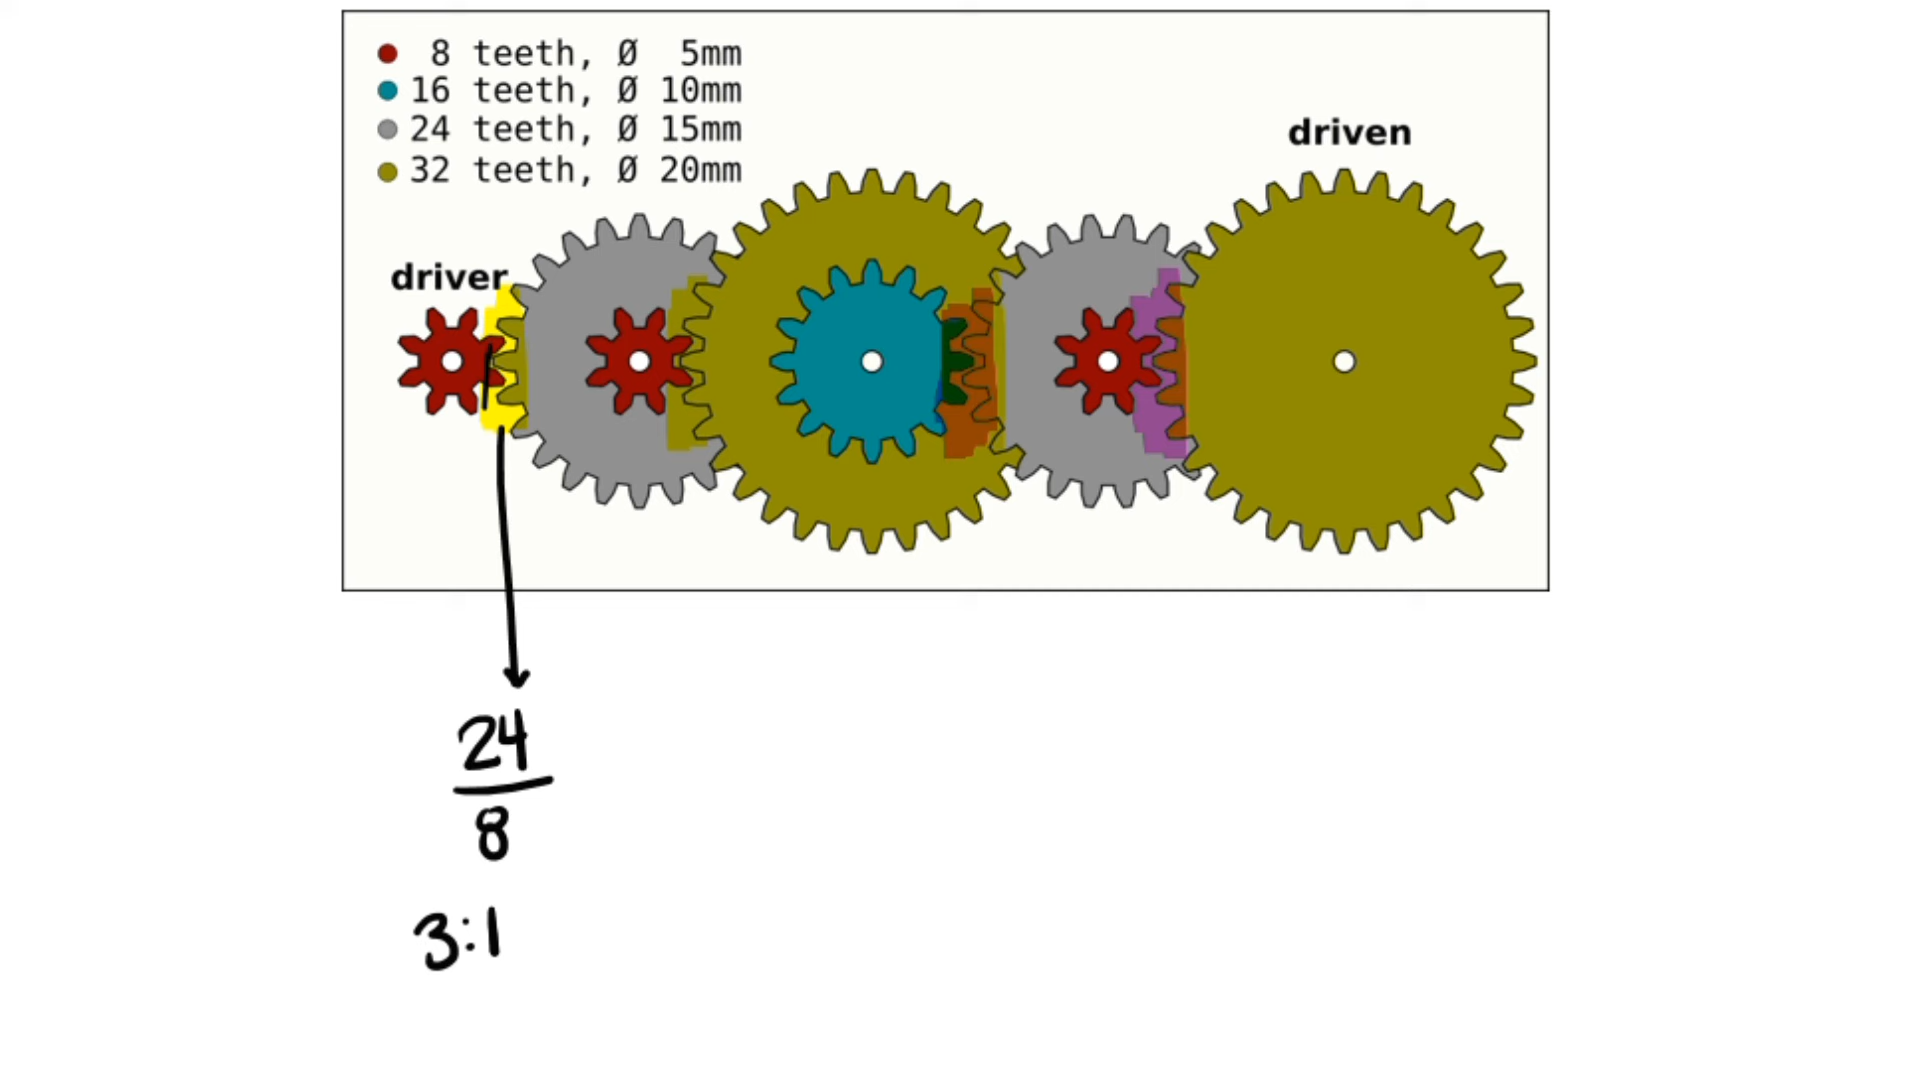 8 teeth, Ø 5mm
16 teeth, Ø 10mm
24 teeth, Ø 15mm
32 teeth, Ø 20mm
driven
driver
24
8
3:1